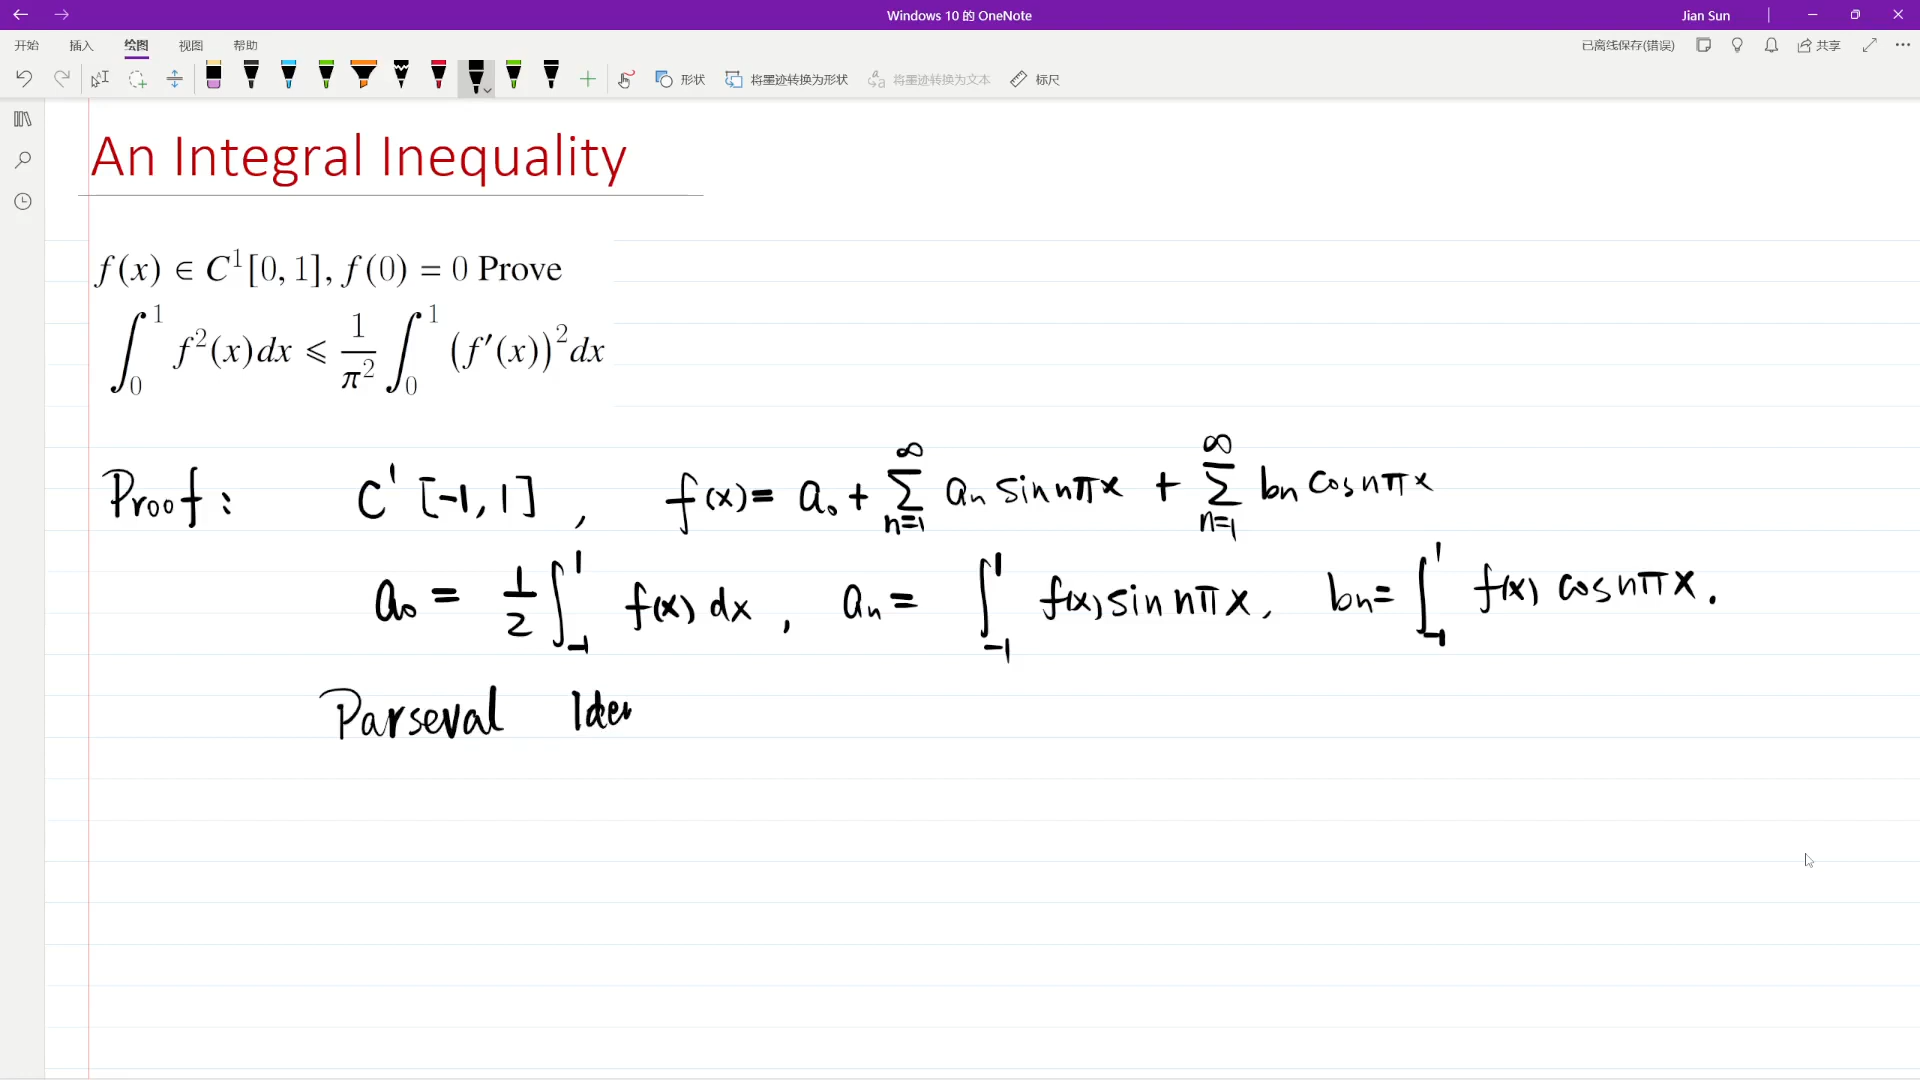 Windows 10 的 OneNote
Jian Sun
开始 插入 绘图 视图 帮助
已离线保存(错误) 共享
形状 将墨迹转换为形状 将墨迹转换为文本 标尺
An Integral Inequality
f(x) ∈ C¹[0, 1], f(0) = 0 Prove
∫₀¹ f²(x)dx ⩽ 1/π² ∫₀¹ (f′(x))² dx
Proof: C¹ [-1, 1], f(x) = a₀ + ∑_{n=1}^{∞} aₙ sin nπx + ∑_{n=1}^{∞} bₙ cos nπx
a₀ = 1/2 ∫₋₁¹ f(x) dx, aₙ = ∫₋₁¹ f(x) sin nπx, bₙ = ∫₋₁¹ f(x) cos nπx.
Parseval Iden